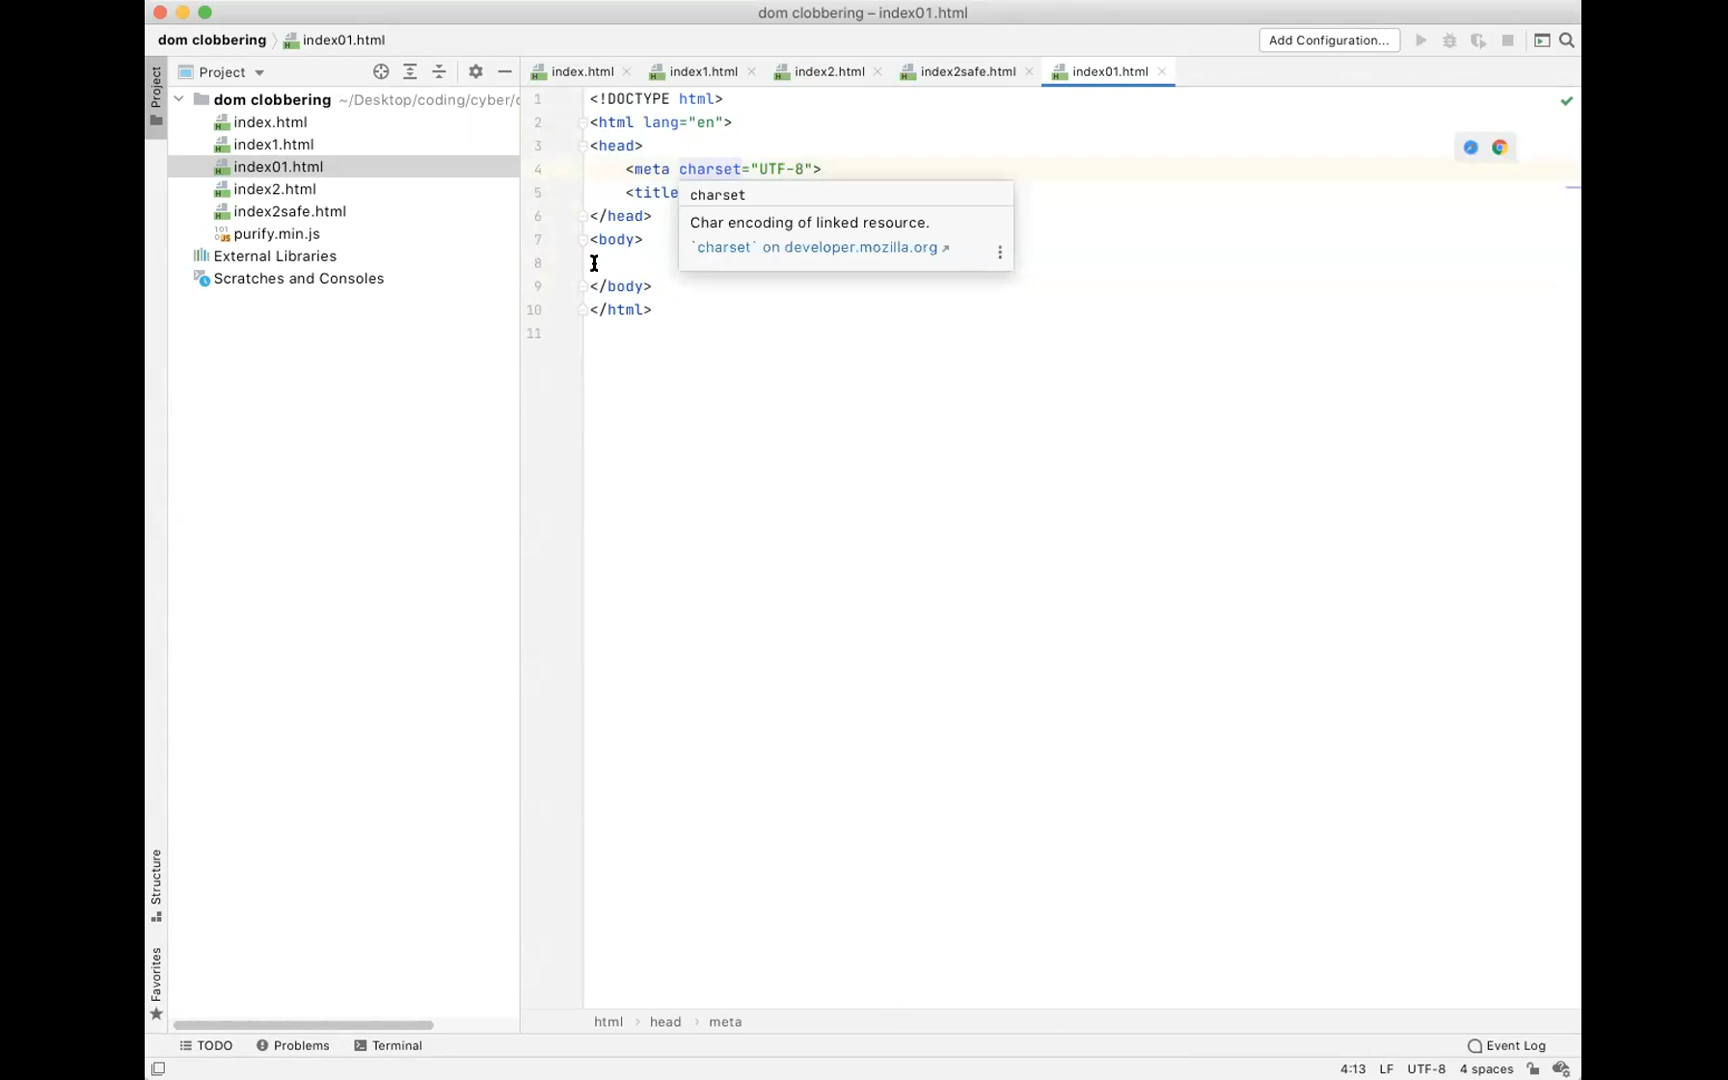 dom clobbering – index01.html
dom clobbering index01.html
Add Configuration...
Project
Project
index.html
index1.html
index2.html
index2safe.html
index01.html
dom clobbering ~/Desktop/coding/cyber/
index.html
index1.html
index01.html
index2.html
index2safe.html
purify.min.js
External Libraries
Scratches and Consoles
1 <!DOCTYPE html>
2 <html lang="en">
3 <head>
4 <meta charset="UTF-8">
5 <title
6 </head>
7 <body>
8
9 </body>
10 </html>
11
charset
Char encoding of linked resource.
`charset` on developer.mozilla.org
Structure
Favorites
html > head > meta
TODO
Problems
Terminal
Event Log
4:13 LF UTF-8 4 spaces